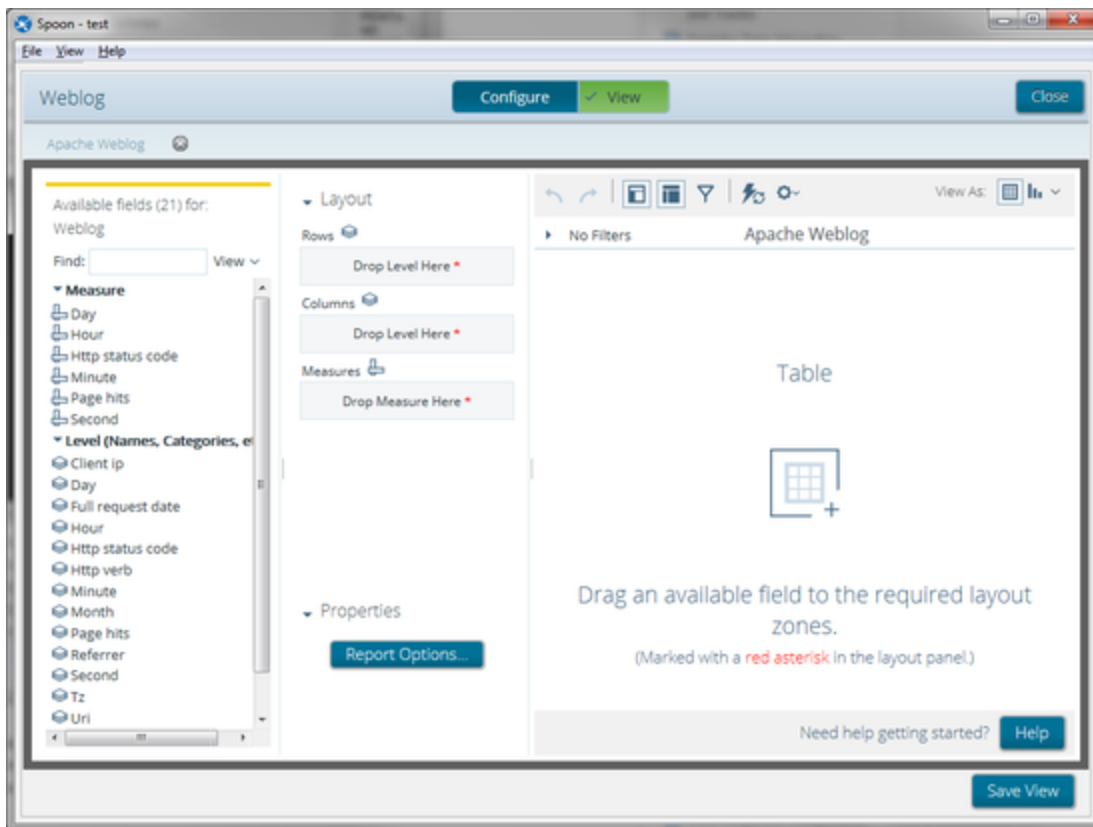 Spoon - test
File View Help
Weblog
Configure
View
Close
Apache Weblog
Available fields (21) for:
Weblog
Find:
View
Measure
Day
Hour
Http status code
Minute
Page hits
Second
Level (Names, Categories, e
Client ip
Day
Full request date
Hour
Http status code
Http verb
Minute
Month
Page hits
Referrer
Second
Tz
Uri
Layout
Rows
Drop Level Here *
Columns
Drop Level Here *
Measures
Drop Measure Here *
Properties
Report Options...
View As:
No Filters
Apache Weblog
Table
Drag an available field to the required layout
zones.
(Marked with a red asterisk in the layout panel.)
Need help getting started?
Help
Save View